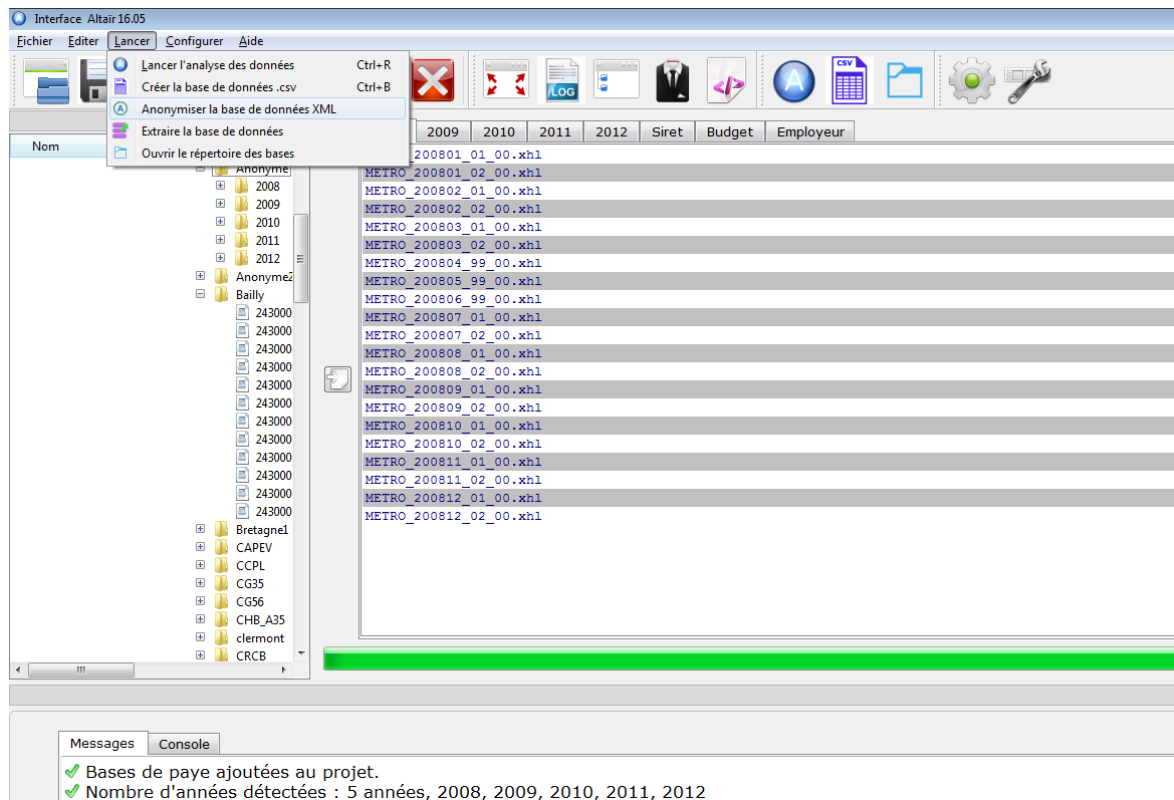 Interface Altaïr 16.05
Fichier Editer Lancer Configurer Aide
Lancer l'analyse des données Ctrl+R
Créer la base de données .csv Ctrl+B
Anonymiser la base de données XML
Extraire la base de données
Ouvrir le répertoire des bases
LOG
CSV
A
2009 2010 2011 2012 Siret Budget Employeur
Nom
Anonyme
2008
2009
2010
2011
2012
Anonyme2
Bailly
243000
243000
243000
243000
243000
243000
243000
243000
243000
243000
243000
243000
Bretagne1
CAPEV
CCPL
CG35
CG56
CHB_A35
clermont
CRCB
_200801_01_00.xhl
METRO_200801_02_00.xhl
METRO_200802_01_00.xhl
METRO_200802_02_00.xhl
METRO_200803_01_00.xhl
METRO_200803_02_00.xhl
METRO_200804_99_00.xhl
METRO_200805_99_00.xhl
METRO_200806_99_00.xhl
METRO_200807_01_00.xhl
METRO_200807_02_00.xhl
METRO_200808_01_00.xhl
METRO_200808_02_00.xhl
METRO_200809_01_00.xhl
METRO_200809_02_00.xhl
METRO_200810_01_00.xhl
METRO_200810_02_00.xhl
METRO_200811_01_00.xhl
METRO_200811_02_00.xhl
METRO_200812_01_00.xhl
METRO_200812_02_00.xhl
Messages Console
Bases de paye ajoutées au projet.
Nombre d'années détectées : 5 années, 2008, 2009, 2010, 2011, 2012